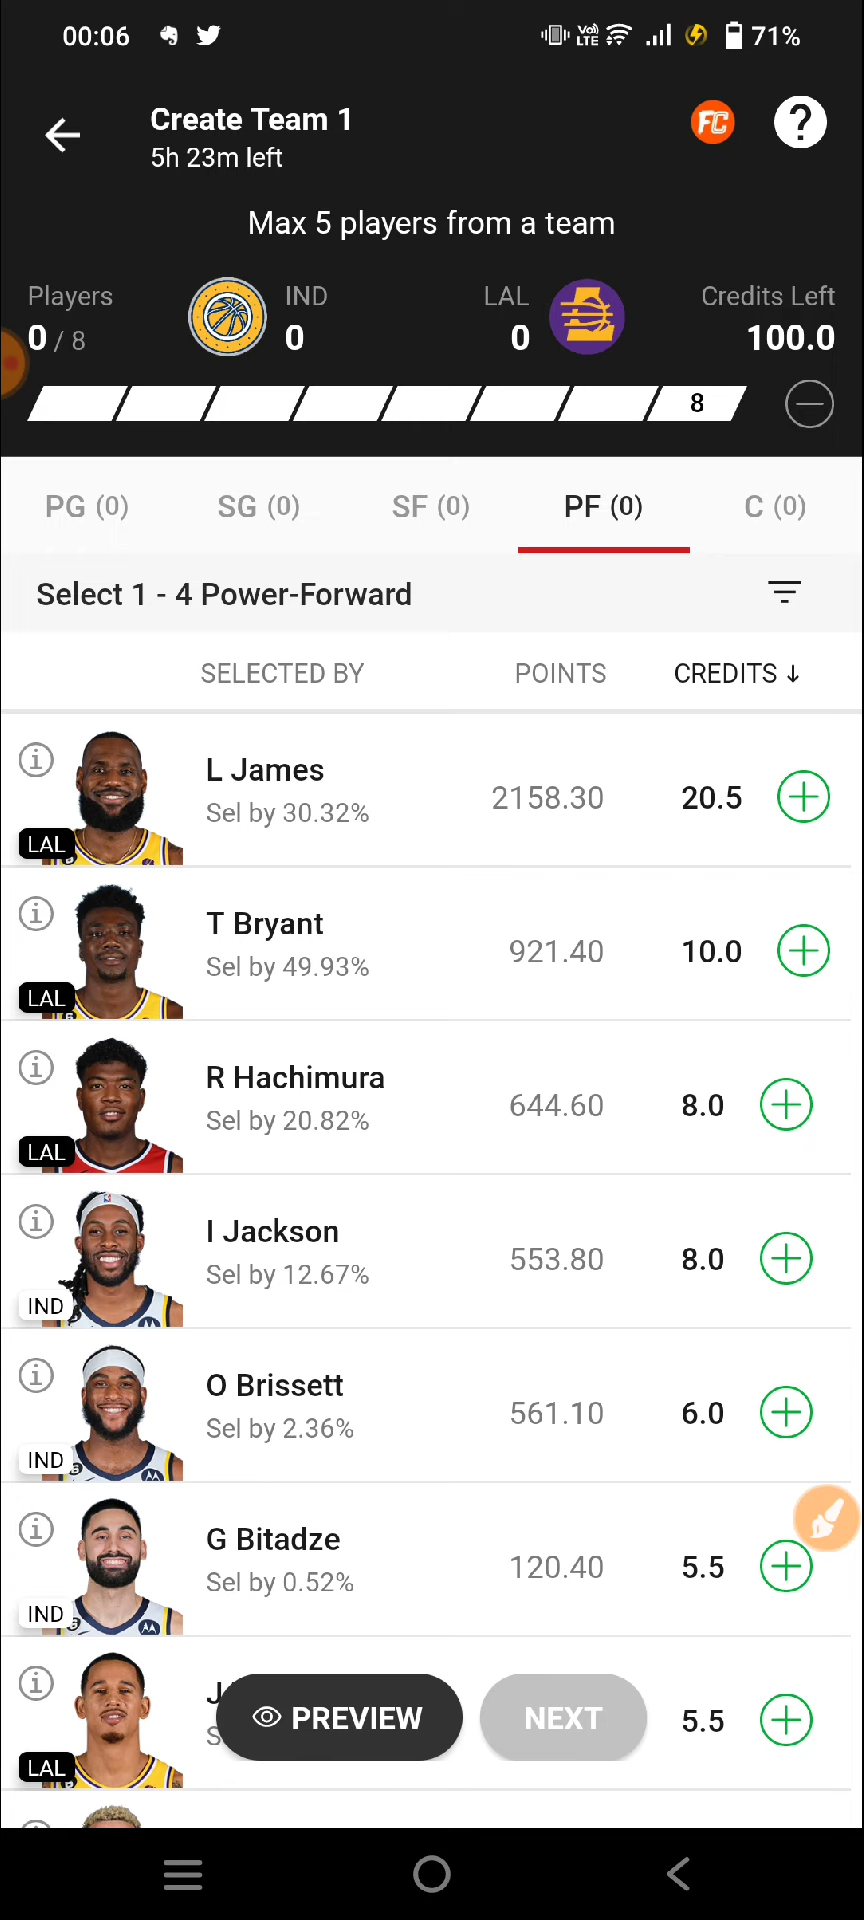 00:06 Vo) LTE 71%
Create Team 1
FC ?
5h 23m left
Max 5 players from a team
Players IND LAL Credits Left
0 / 8 0 0 100.0
8
PG (0) SG (0) SF (0) PF (0) C (0)
Select 1 - 4 Power-Forward
SELECTED BY POINTS CREDITS ↓
L James
Sel by 30.32% 2158.30 20.5
LAL
T Bryant
Sel by 49.93% 921.40 10.0
LAL
R Hachimura
Sel by 20.82% 644.60 8.0
LAL
I Jackson
Sel by 12.67% 553.80 8.0
IND
O Brissett
Sel by 2.36% 561.10 6.0
IND
G Bitadze
Sel by 0.52% 120.40 5.5
IND
J
S PREVIEW NEXT 5.5
LAL